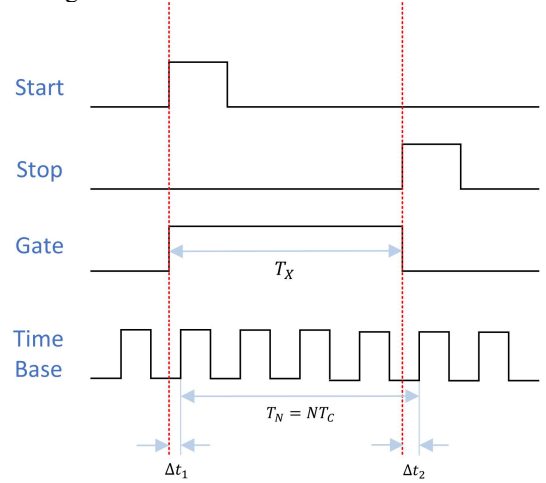 Start
Stop
Gate
T_X
Time
Base
T_N = NT_C
Δt_1
Δt_2